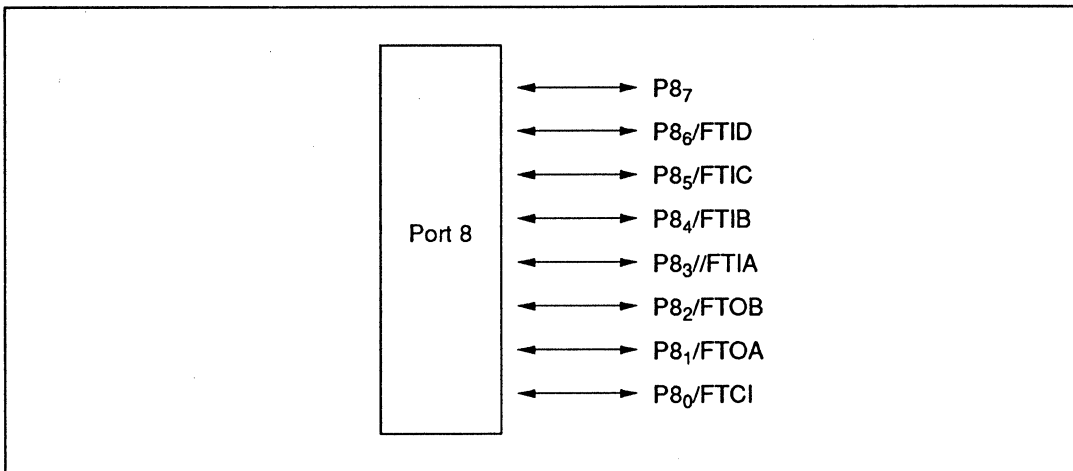 Port 8
P8₇
P8₆/FTID
P8₅/FTIC
P8₄/FTIB
P8₃//FTIA
P8₂/FTOB
P8₁/FTOA
P8₀/FTCI